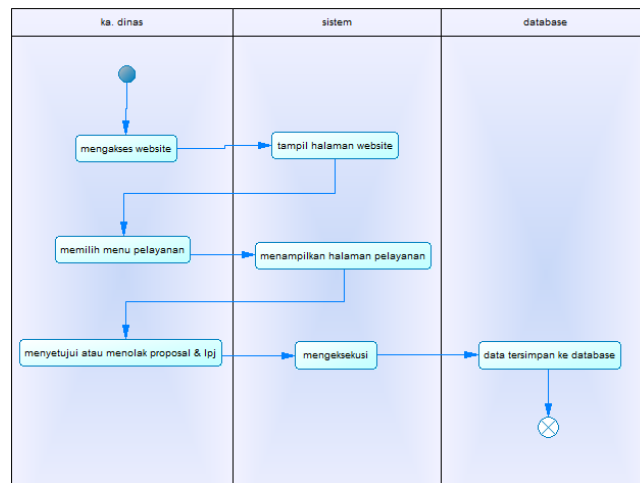 ka. dinas
sistem
database
mengakses website
tampil halaman website
memilih menu pelayanan
menampilkan halaman pelayanan
menyetujui atau menolak proposal & lpj
mengeksekusi
data tersimpan ke database